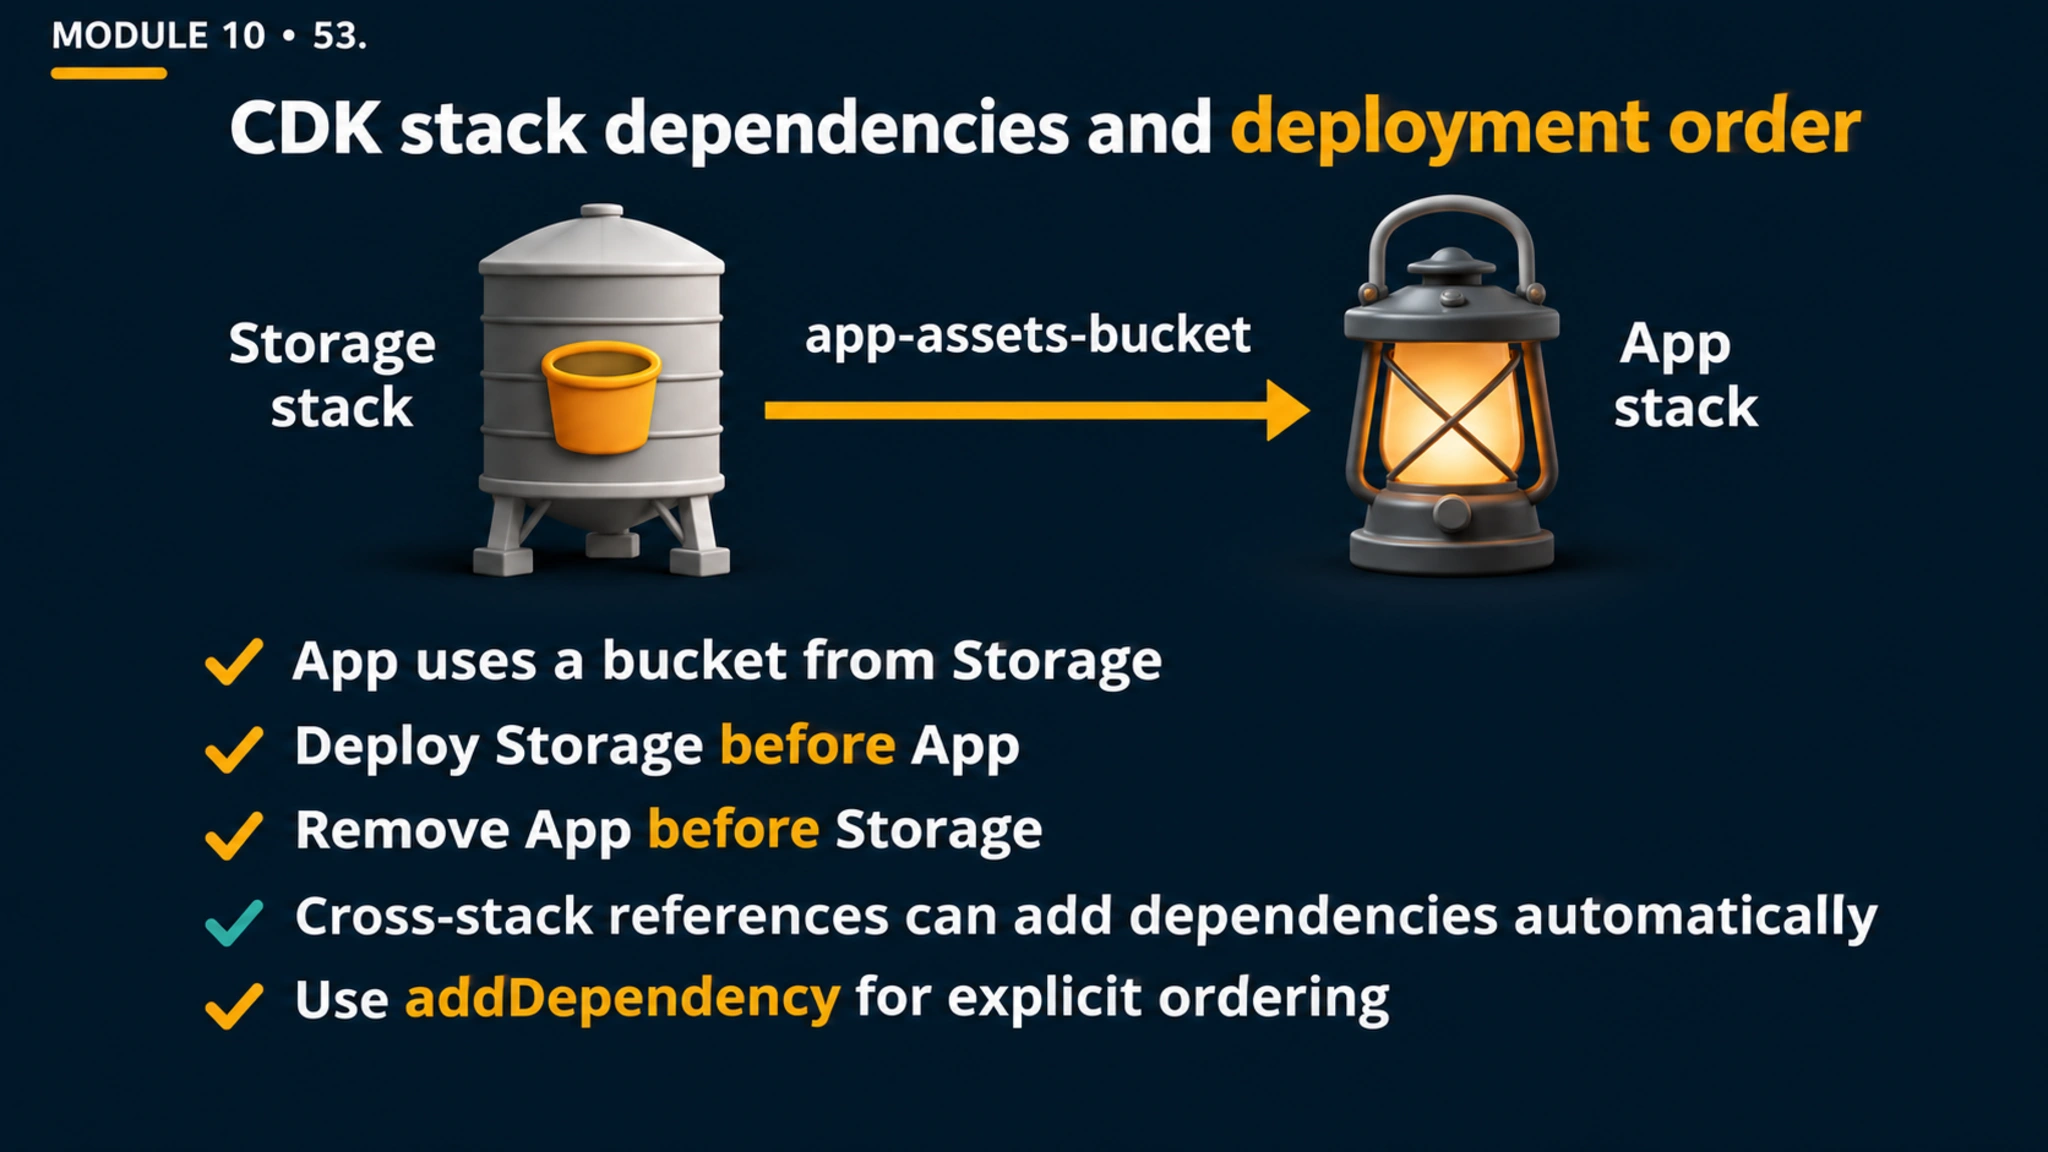 MODULE 10 • 53.
CDK stack dependencies and deployment order
Storage
stack
app-assets-bucket
App
stack
App uses a bucket from Storage
Deploy Storage before App
Remove App before Storage
Cross-stack references can add dependencies automatically
Use addDependency for explicit ordering